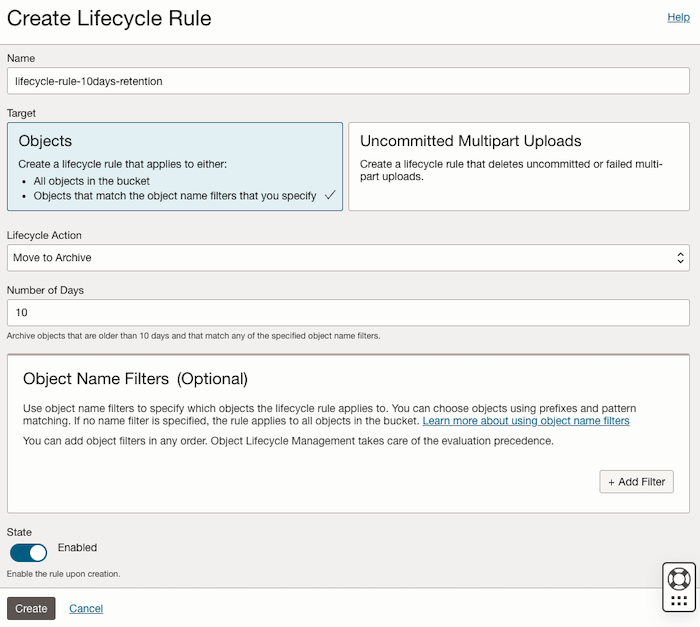 Create Lifecycle Rule
Help
Name
lifecycle-rule-10days-retention
Target
Objects
Create a lifecycle rule that applies to either:
• All objects in the bucket
• Objects that match the object name filters that you specify
Uncommitted Multipart Uploads
Create a lifecycle rule that deletes uncommitted or failed multi-
part uploads.
Lifecycle Action
Move to Archive
Number of Days
10
Archive objects that are older than 10 days and that match any of the specified object name filters.
Object Name Filters (Optional)
Use object name filters to specify which objects the lifecycle rule applies to. You can choose objects using prefixes and pattern
matching. If no name filter is specified, the rule applies to all objects in the bucket. Learn more about using object name filters
You can add object filters in any order. Object Lifecycle Management takes care of the evaluation precedence.
+ Add Filter
State
Enabled
Enable the rule upon creation.
Create
Cancel